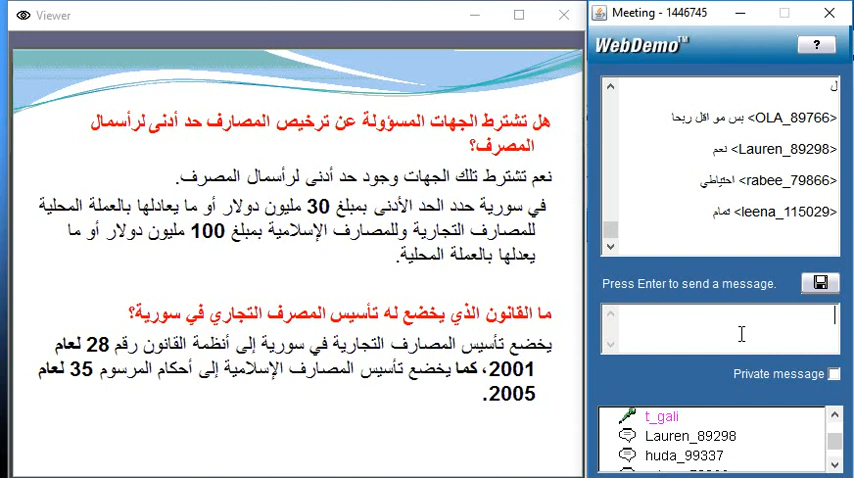 Viewer
هل تشترط الجهات المسؤولة عن ترخيص المصارف حد أدنى لرأسمال
المصرف؟
نعم تشترط تلك الجهات وجود حد أدنى لرأسمال المصرف.
في سورية حدد الحد الأدنى بمبلغ 30 مليون دولار أو ما يعادلها بالعملة المحلية
للمصارف التجارية وللمصارف الإسلامية بمبلغ 100 مليون دولار أو ما
يعدلها بالعملة المحلية.
ما القانون الذي يخضع له تأسيس المصرف التجاري في سورية؟
يخضع تأسيس المصارف التجارية في سورية إلى أنظمة القانون رقم 28 لعام
2001، كما يخضع تأسيس المصارف الإسلامية إلى أحكام المرسوم 35 لعام
2005.
Meeting - 1446745
WebDemo™
?
ل
<OLA_89766> بس مو اقل ربحا
<Lauren_89298> نعم
<rabee_79866> احتياطي
<leena_115029> تمام
Press Enter to send a message.
Private message
t_gali
Lauren_89298
huda_99337